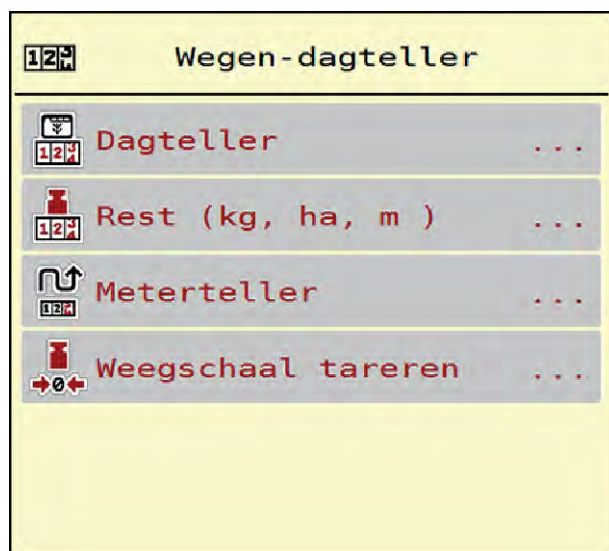 Wegen-dagteller
Dagteller ...
Rest (kg, ha, m ) ...
Meterteller ...
Weegschaal tareren ...